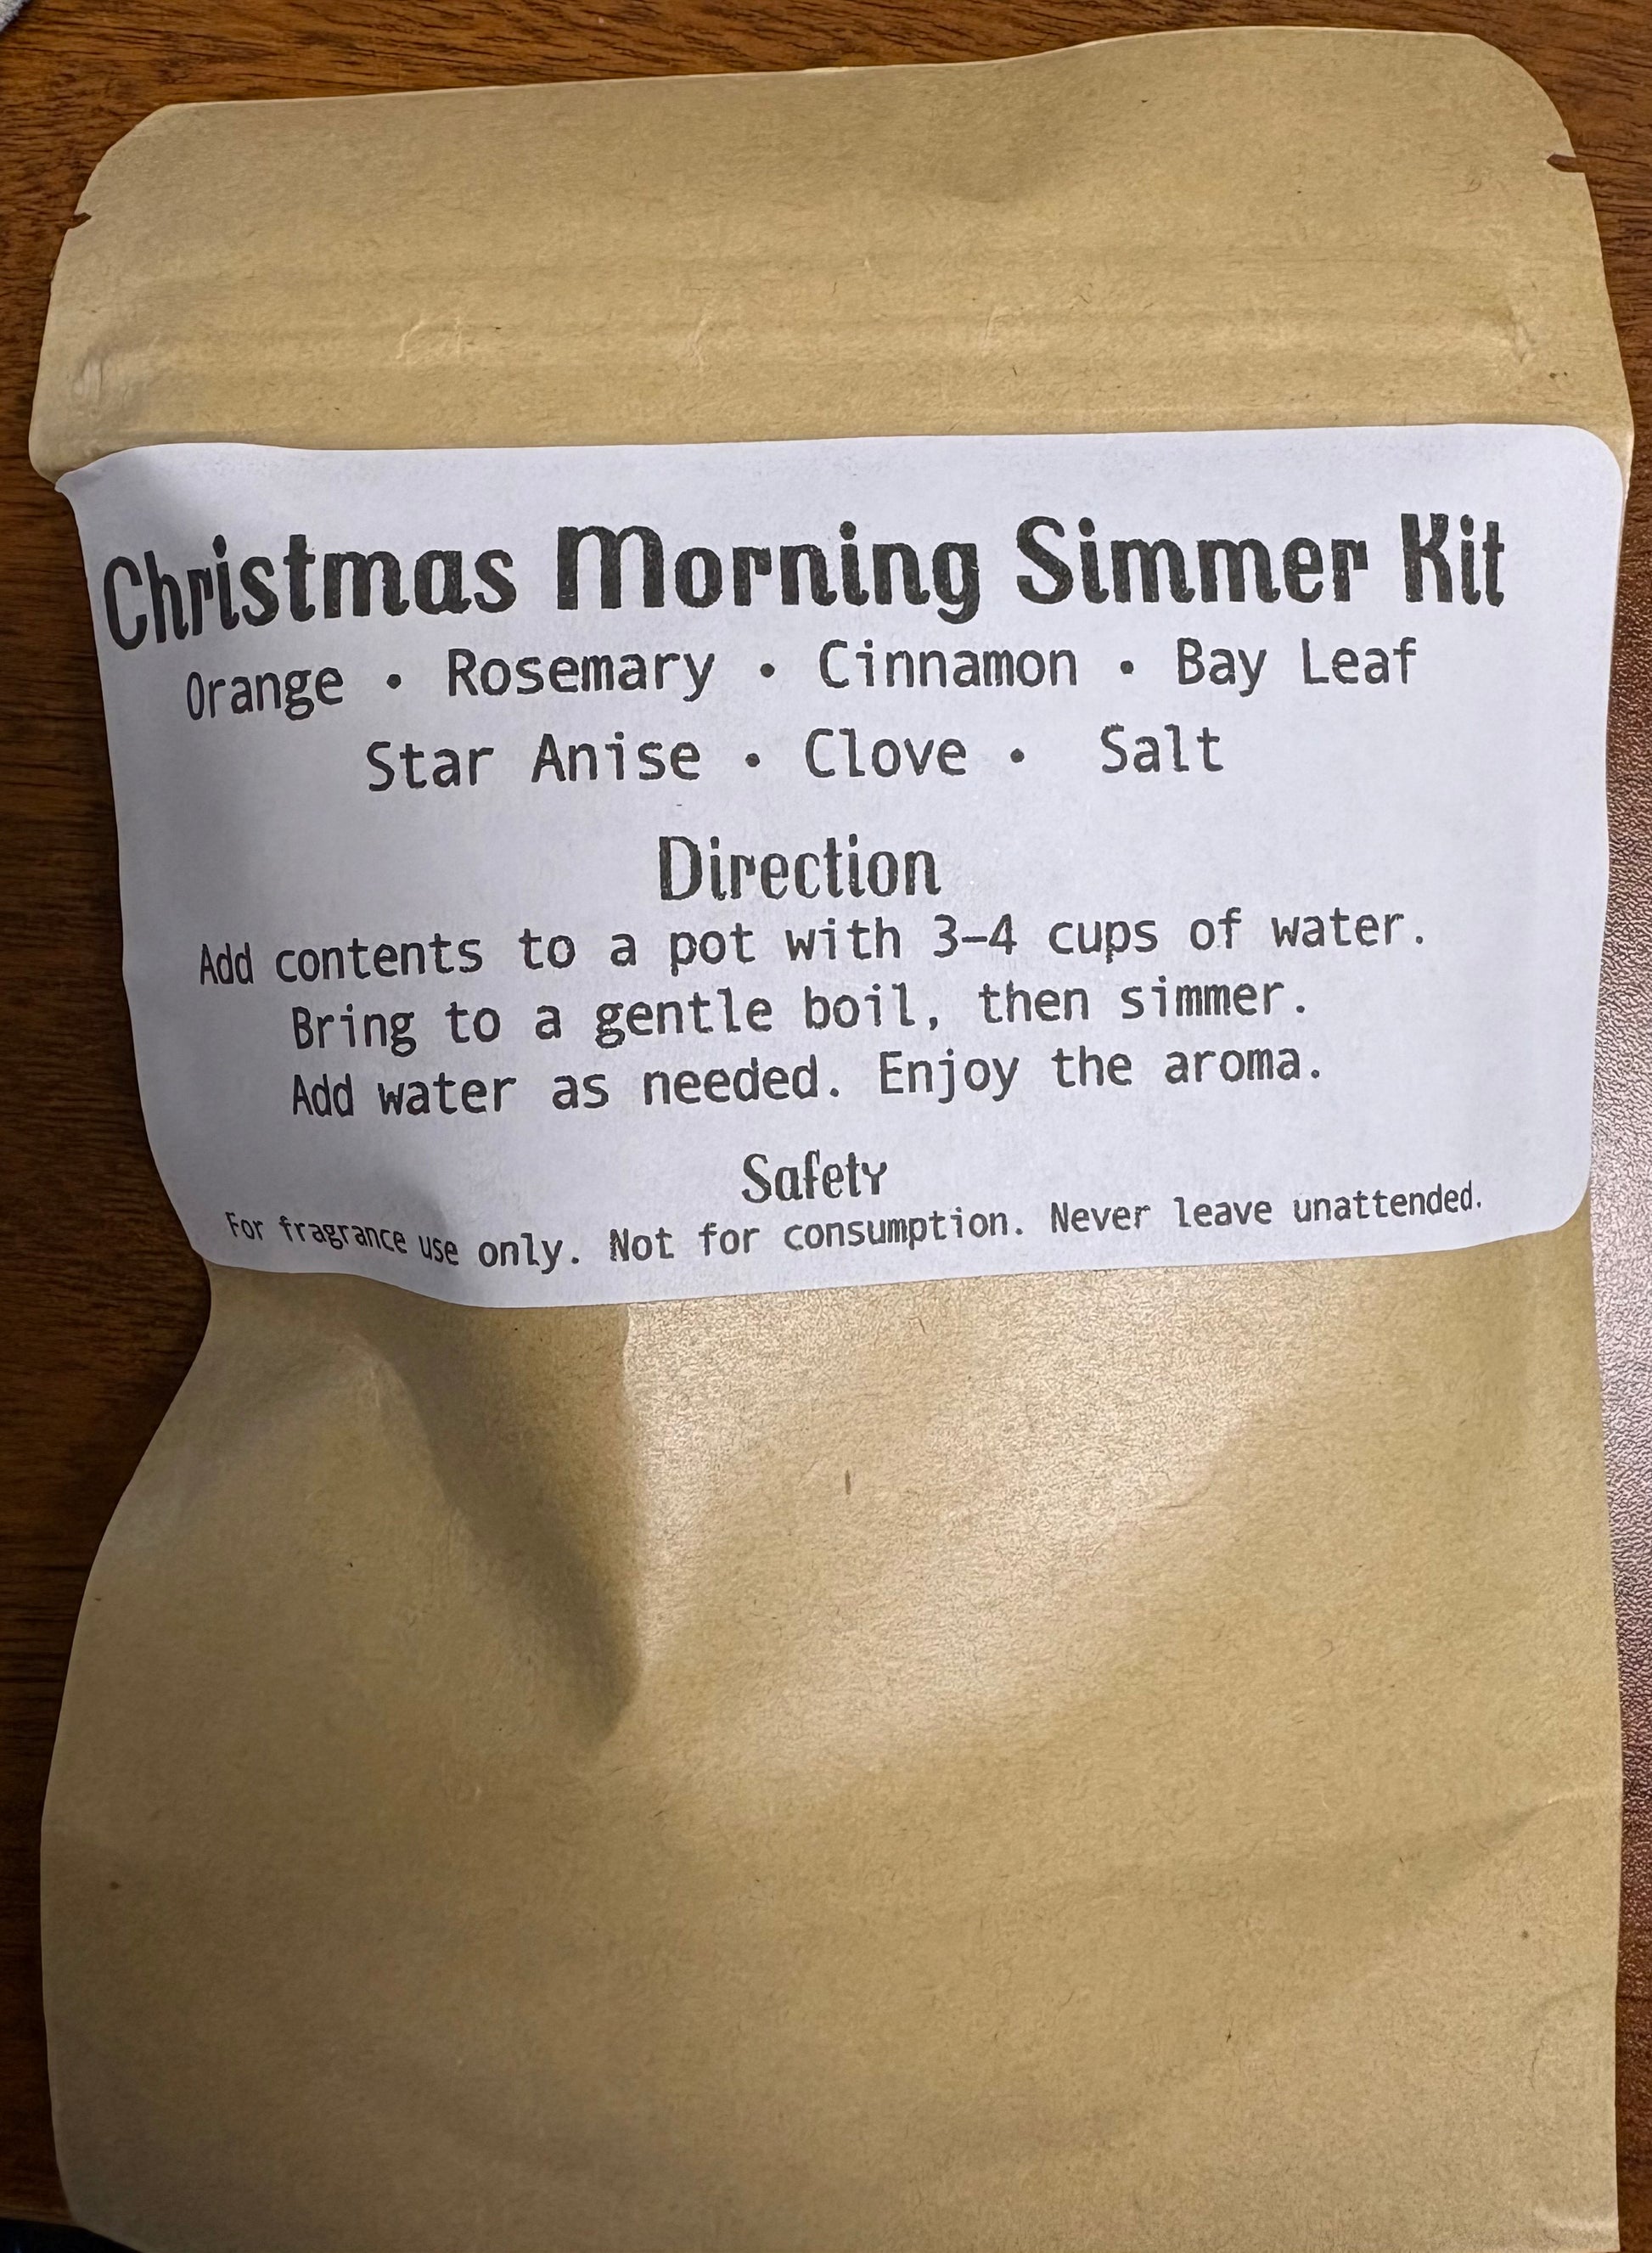 Christmas Morning Simmer Kit
Orange • Rosemary • Cinnamon • Bay Leaf
Star Anise • Clove • Salt
Direction
Add contents to a pot with 3–4 cups of water.
Bring to a gentle boil, then simmer.
Add water as needed. Enjoy the aroma.
Safety
For fragrance use only. Not for consumption. Never leave unattended.